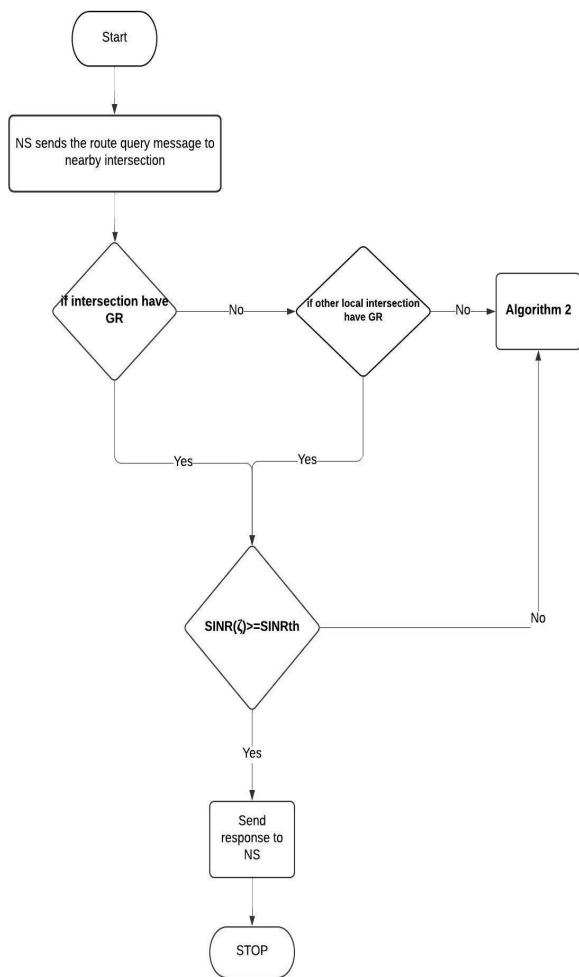 Start
NS sends the route query message to
nearby intersection
if intersection have
GR
No
if other local intersection
have GR
No
Algorithm 2
Yes
Yes
SINR(ζ)>=SINRth
No
Yes
Send
response to
NS
STOP